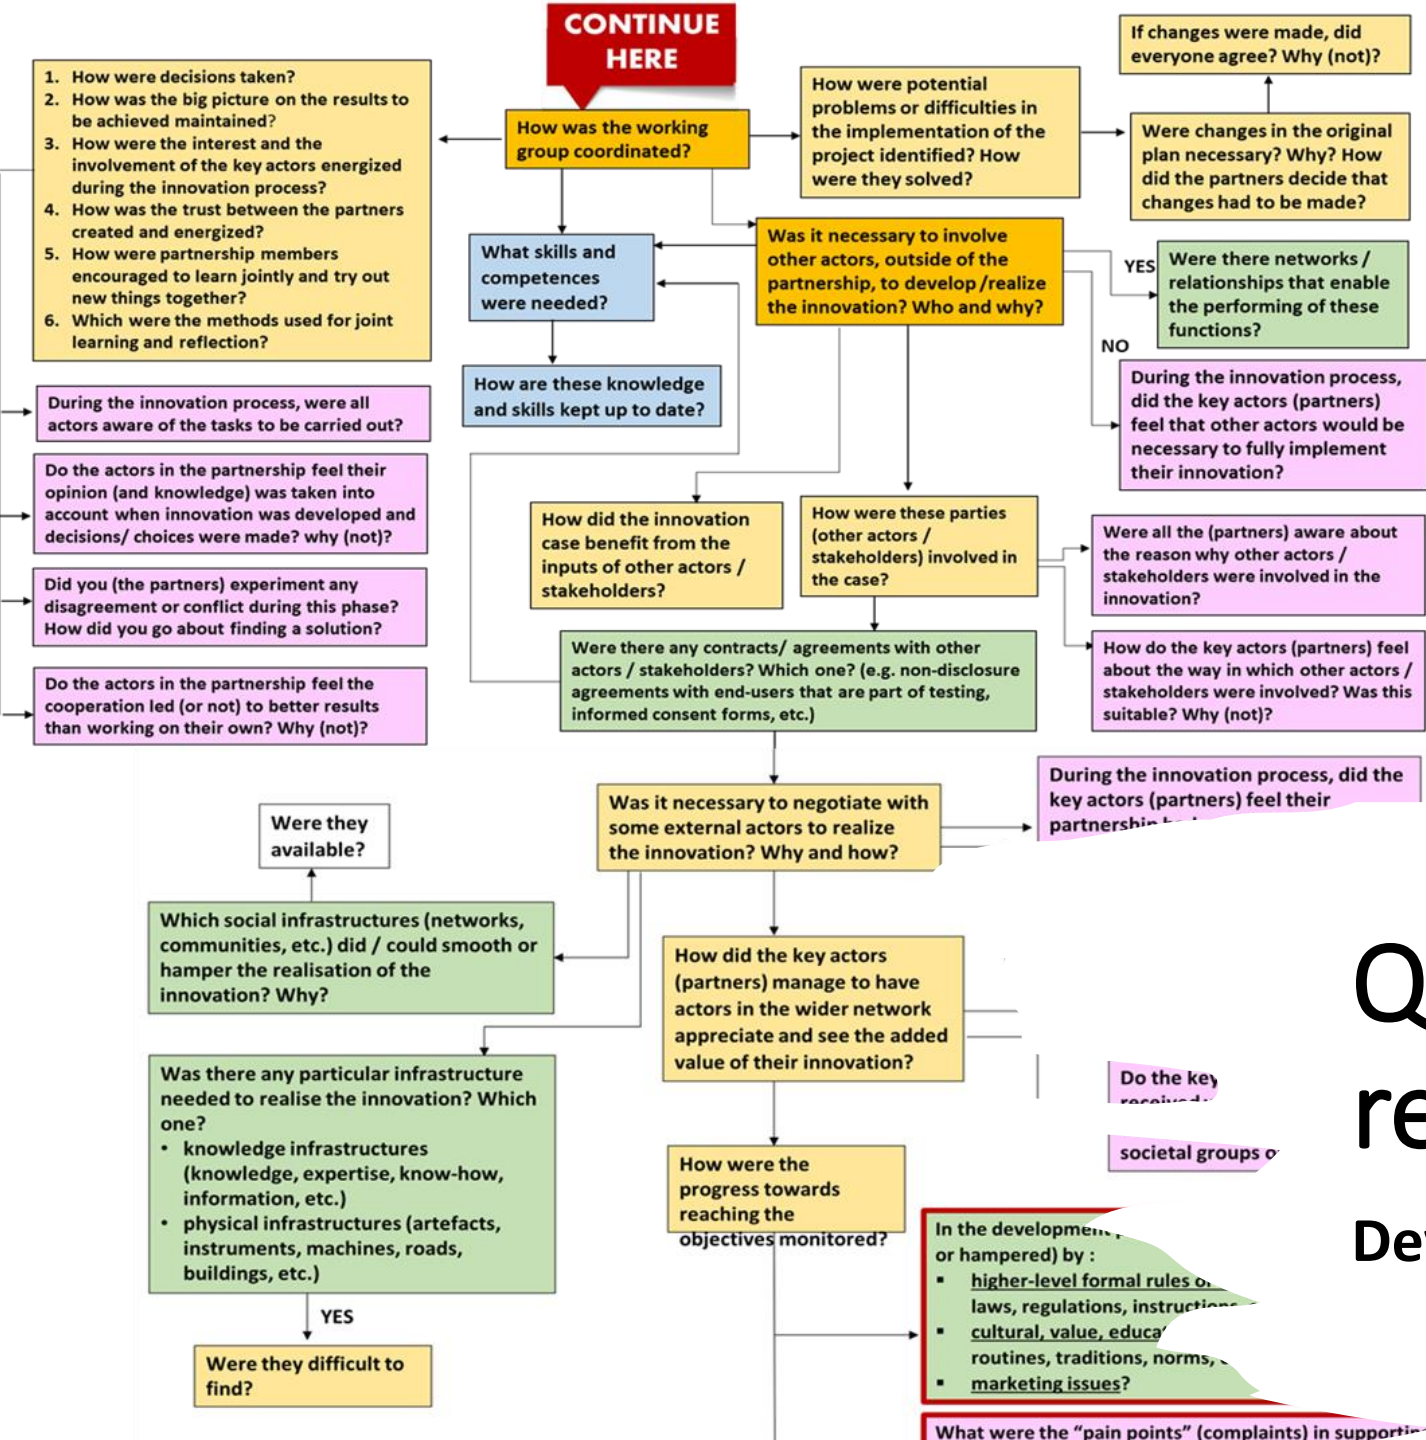 CONTINUE
HERE
If changes were made, did
everyone agree? Why (not)?
1. How were decisions taken?
2. How was the big picture on the results to
be achieved maintained?
3. How were the interest and the
involvement of the key actors energized
during the innovation process?
4. How was the trust between the partners
created and energized?
5. How were partnership members
encouraged to learn jointly and try out
new things together?
6. Which were the methods used for joint
learning and reflection?
How was the working
group coordinated?
How were potential
problems or difficulties in
the implementation of the
project identified? How
were they solved?
Were changes in the original
plan necessary? Why? How
did the partners decide that
changes had to be made?
What skills and
competences
were needed?
Was it necessary to involve
other actors, outside of the
partnership, to develop /realize
the innovation? Who and why?
YES
Were there networks /
relationships that enable
the performing of these
functions?
NO
How are these knowledge
and skills kept up to date?
During the innovation process,
did the key actors (partners)
feel that other actors would be
necessary to fully implement
their innovation?
During the innovation process, were all
actors aware of the tasks to be carried out?
Do the actors in the partnership feel their
opinion (and knowledge) was taken into
account when innovation was developed and
decisions/ choices were made? why (not)?
Did you (the partners) experiment any
disagreement or conflict during this phase?
How did you go about finding a solution?
Do the actors in the partnership feel the
cooperation led (or not) to better results
than working on their own? Why (not)?
How did the innovation
case benefit from the
inputs of other actors /
stakeholders?
How were these parties
(other actors /
stakeholders) involved in
the case?
Were all the (partners) aware about
the reason why other actors /
stakeholders were involved in the
innovation?
Were there any contracts/ agreements with other
actors / stakeholders? Which one? (e.g. non-disclosure
agreements with end-users that are part of testing,
informed consent forms, etc.)
How do the key actors (partners) feel
about the way in which other actors /
stakeholders were involved? Was this
suitable? Why (not)?
Were they
available?
Was it necessary to negotiate with
some external actors to realize
the innovation? Why and how?
During the innovation process, did the
key actors (partners) feel their
partnership
Which social infrastructures (networks,
communities, etc.) did / could smooth or
hamper the realisation of the
innovation? Why?
How did the key actors
(partners) manage to have
actors in the wider network
appreciate and see the added
value of their innovation?
Was there any particular infrastructure
needed to realise the innovation? Which
one?
• knowledge infrastructures
(knowledge, expertise, know-how,
information, etc.)
• physical infrastructures (artefacts,
instruments, machines, roads,
buildings, etc.)
YES
Were they difficult to
find?
How were the
progress towards
reaching the
objectives monitored?
Do the key
societal groups
Q
re
De
In the development
or hampered) by :
▪ higher-level formal rules
laws, regulations, instructions
▪ cultural, value,
routines, traditions, norms,
▪ marketing issues?
What were the “pain points” (complaints) in